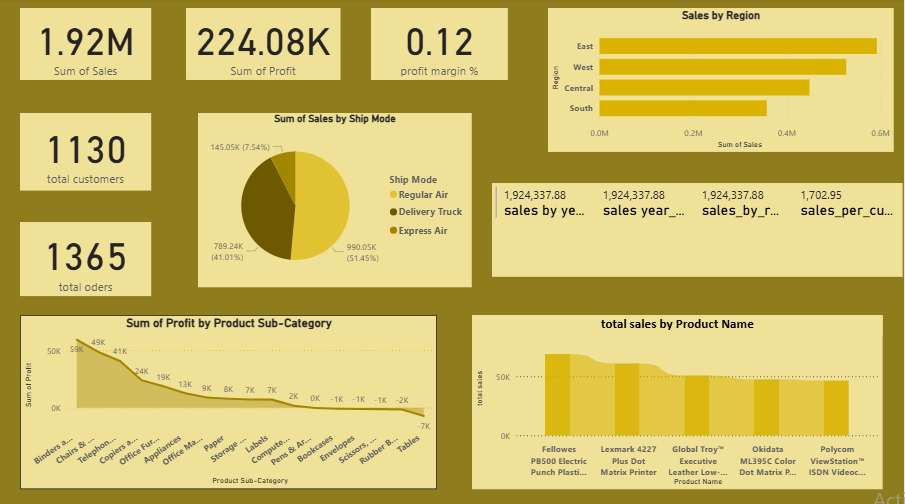 1.92M
Sum of Sales
224.08K
Sum of Profit
0.12
profit margin %
Sales by Region
Region
East
West
Central
South
0.0M 0.2M 0.4M 0.6M
Sum of Sales
1130
total customers
Sum of Sales by Ship Mode
145.05K (7.54%)
789.24K
(41.01%)
990.05K
(51.45%)
Ship Mode
Regular Air
Delivery Truck
Express Air
1,924,337.88 1,924,337.88 1,924,337.88 1,702.95
sales by ye... sales year_... sales_by_r... sales_per_cu...
1365
total oders
Sum of Profit by Product Sub-Category
Sum of Profit
50K
0K
59K 49K 41K 24K 19K 13K 9K 8K 7K 7K 2K 0K -1K -1K -1K -2K -7K
Binders a... Chairs & ... Telephon... Copiers a... Office Fur... Appliances Office Ma... Paper Storage ... Labels Compute... Pens & Ar... Bookcases Envelopes Scissors, ... Rubber B... Tables
Product Sub-Category
total sales by Product Name
total sales
50K
0K
Fellowes
PB500 Electric
Punch Plasti...
Lexmark 4227
Plus Dot
Matrix Printer
Global Troy™
Executive
Leather Low-...
Okidata
ML395C Color
Dot Matrix P...
Polycom
ViewStation™
ISDN Videoc...
Product Name